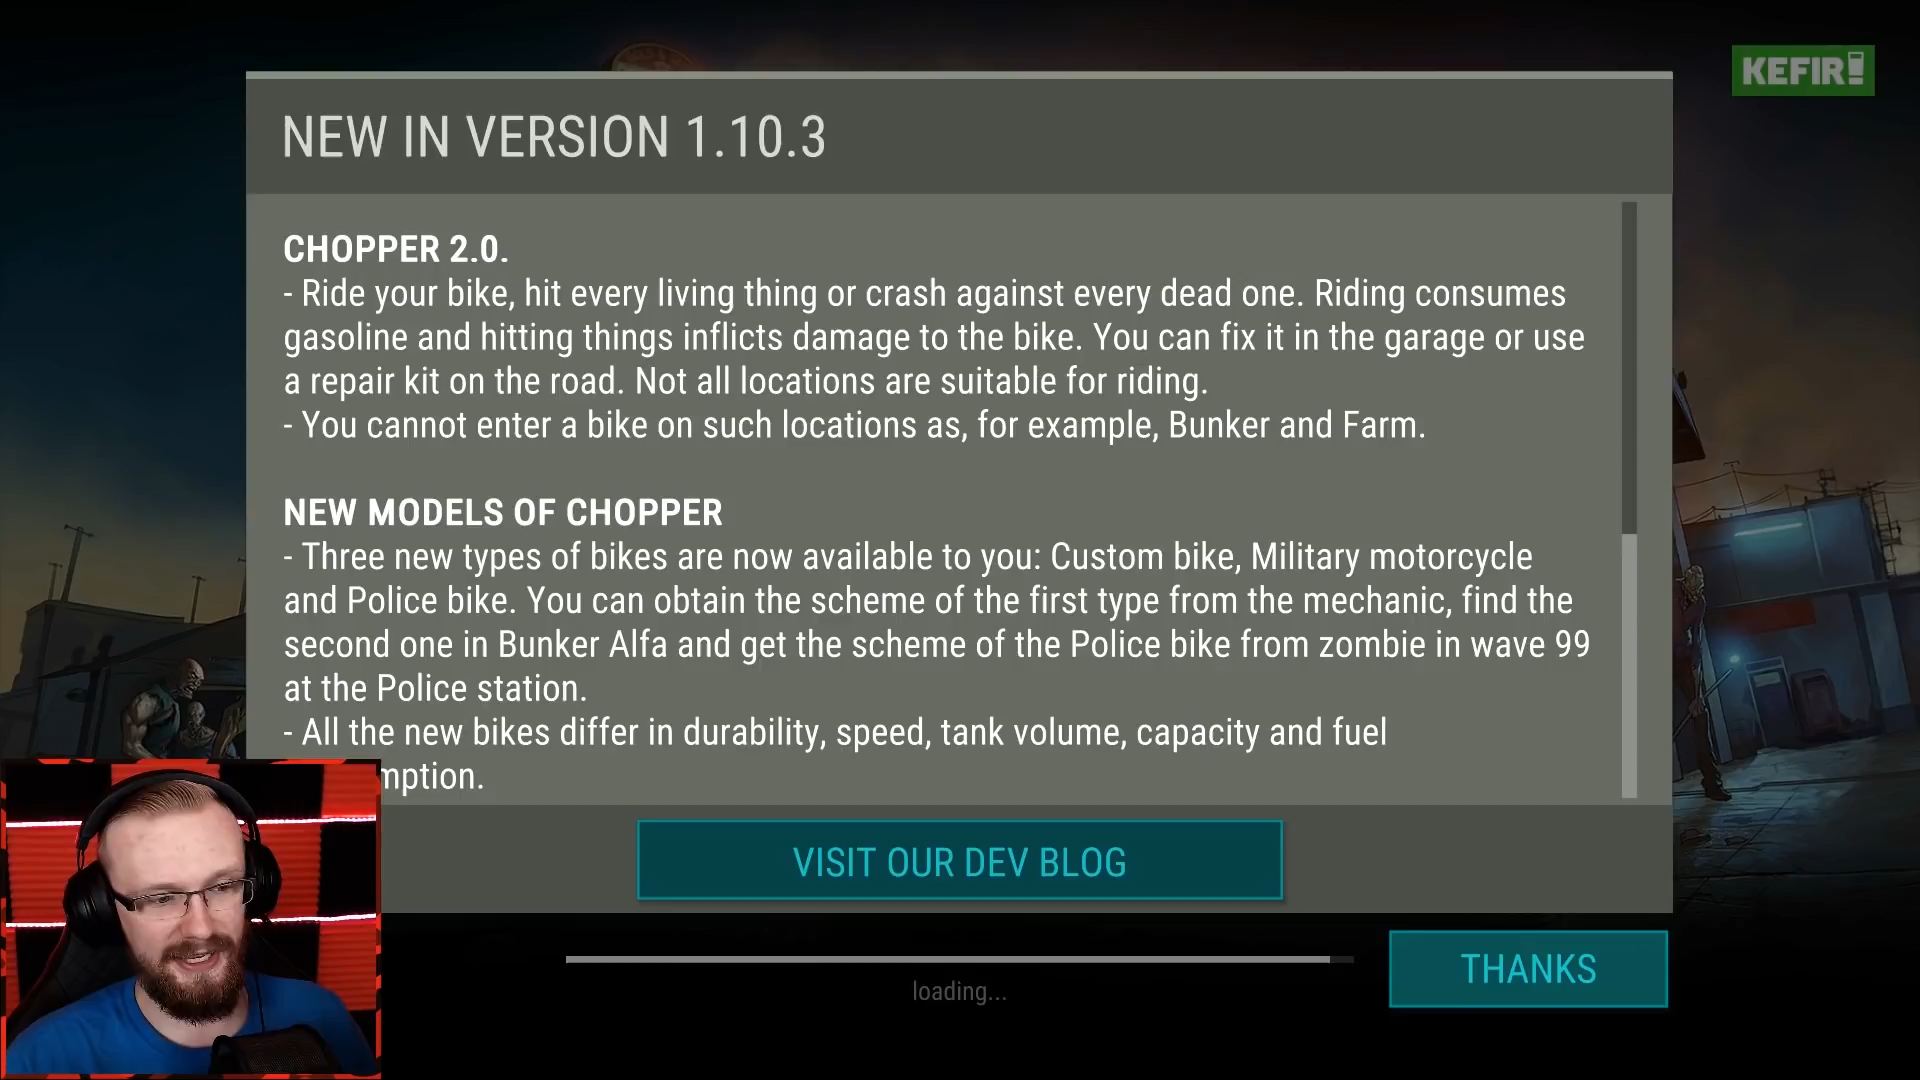 KEFIR!
NEW IN VERSION 1.10.3
CHOPPER 2.0.
- Ride your bike, hit every living thing or crash against every dead one. Riding consumes
gasoline and hitting things inflicts damage to the bike. You can fix it in the garage or use
a repair kit on the road. Not all locations are suitable for riding.
- You cannot enter a bike on such locations as, for example, Bunker and Farm.
NEW MODELS OF CHOPPER
- Three new types of bikes are now available to you: Custom bike, Military motorcycle
and Police bike. You can obtain the scheme of the first type from the mechanic, find the
second one in Bunker Alfa and get the scheme of the Police bike from zombie in wave 99
at the Police station.
- All the new bikes differ in durability, speed, tank volume, capacity and fuel
mption.
VISIT OUR DEV BLOG
loading...
THANKS